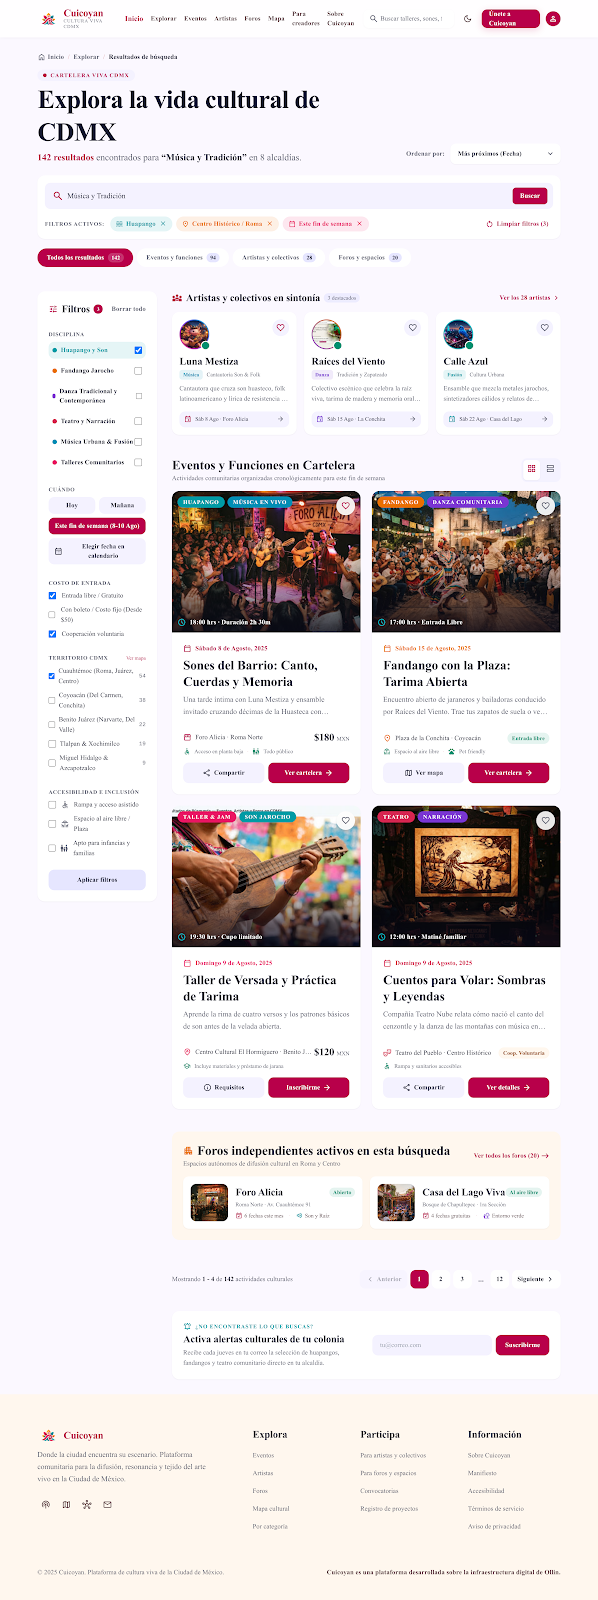 Cuicoyan
CULTURA VIVA CDMX
Inicio
Explorar
Eventos
Artistas
Foros
Mapa
Para creadores
Sobre Cuicoyan
Buscar talleres, sones, l
Únete a Cuicoyan
Inicio / Explorar / Resultados de búsqueda
CARTELERA VIVA CDMX
Explora la vida cultural de
CDMX
142 resultados encontrados para “Música y Tradición” en 8 alcaldías.
Ordenar por:
Más próximos (Fecha)
Música y Tradición
Buscar
FILTROS ACTIVOS:
Huapango ×
Centro Histórico / Roma ×
Este fin de semana ×
Limpiar filtros (3)
Todos los resultados 142
Eventos y funciones 94
Artistas y colectivos 28
Foros y espacios 20
Filtros 3
Borrar todo
DISCIPLINA
Huapango y Son
Fandango Jarocho
Danza Tradicional y
Contemporánea
Teatro y Narración
Música Urbana & Fusión
Talleres Comunitarios
CUÁNDO
Hoy
Mañana
Este fin de semana (8-10 Ago)
Elegir fecha en
calendario
COSTO DE ENTRADA
Entrada libre / Gratuito
Con boleto / Costo fijo (Desde
$50)
Cooperación voluntaria
TERRITORIO CDMX
Ver mapa
Cuauhtémoc (Roma, Juárez,
Centro)
54
Coyoacán (Del Carmen,
Conchita)
38
Benito Juárez (Narvarte, Del
Valle)
22
Tlalpan & Xochimilco
19
Miguel Hidalgo &
Azcapotzalco
9
ACCESIBILIDAD E INCLUSIÓN
Rampa y acceso asistido
Espacio al aire libre /
Plaza
Apto para infancias y
familias
Aplicar filtros
Artistas y colectivos en sintonía
3 destacados
Ver los 28 artistas
Luna Mestiza
Música
Cantautoría Son & Folk
Cantautora que cruza son huasteco, folk
latinoamericano y lírica de resistencia ...
Sáb 8 Ago · Foro Alicia
Raíces del Viento
Danza
Tradición y Zapateado
Colectivo escénico que celebra la raíz
viva, tarima de madera y memoria oral...
Sáb 15 Ago · La Conchita
Calle Azul
Fusión
Cultura Urbana
Ensamble que mezcla metales jarochos,
sintetizadores cálidos y relatos de...
Sáb 22 Ago · Casa del Lago
Eventos y Funciones en Cartelera
Actividades comunitarias organizadas cronológicamente para este fin de semana
HUAPANGO
MÚSICA EN VIVO
FORO ALICIA
CDMX
18:00 hrs · Duración 2h 30m
Sábado 8 de Agosto, 2025
Sones del Barrio: Canto,
Cuerdas y Memoria
Una tarde íntima con Luna Mestiza y ensamble
invitado cruzando décimas de la Huasteca con...
Foro Alicia · Roma Norte
$180 MXN
Acceso en planta baja
Todo público
Compartir
Ver cartelera
FANDANGO
DANZA COMUNITARIA
17:00 hrs · Entrada Libre
Sábado 15 de Agosto, 2025
Fandango con la Plaza:
Tarima Abierta
Encuentro abierto de jaraneros y bailadoras conducido
por Raíces del Viento. Trae tus zapatos de suela o ve...
Plaza de la Conchita · Coyoacán
Entrada libre
Espacio al aire libre
Pet friendly
Ver mapa
Ver cartelera
TALLER & JAM
SON JAROCHO
19:30 hrs · Cupo limitado
Domingo 9 de Agosto, 2025
Taller de Versada y Práctica
de Tarima
Aprende la rima de cuatro versos y los patrones básicos
de son antes de la velada abierta.
Centro Cultural El Hormiguero · Benito J...
$120 MXN
Incluye materiales y préstamo de jarana
Requisitos
Inscribirme
TEATRO
NARRACIÓN
12:00 hrs · Matiné familiar
Domingo 9 de Agosto, 2025
Cuentos para Volar: Sombras
y Leyendas
Compañía Teatro Nube relata cómo nació el canto del
cenzontle y la danza de las montañas con música en...
Teatro del Pueblo · Centro Histórico
Coop. Voluntaria
Rampa y sanitarios accesibles
Compartir
Ver detalles
Foros independientes activos en esta búsqueda
Espacios autónomos de difusión cultural en Roma y Centro
Ver todos los foros (20)
Foro Alicia
Abierto
Roma Norte · Av. Cuauhtémoc 91
6 fechas este mes
Son y Raíz
Casa del Lago Viva
Al aire libre
Bosque de Chapultepec · 1ra Sección
4 fechas gratuitas
Entorno verde
Mostrando 1 - 4 de 142 actividades culturales
Anterior
1
2
3
...
12
Siguiente
¿NO ENCONTRASTE LO QUE BUSCAS?
Activa alertas culturales de tu colonia
Recibe cada jueves en tu correo la selección de huapangos,
fandangos y teatro comunitario directo en tu alcaldía.
tu@correo.com
Suscribirme
Cuicoyan
Donde la ciudad encuentra su escenario. Plataforma
comunitaria para la difusión, resonancia y tejido del arte
vivo en la Ciudad de México.
Explora
Eventos
Artistas
Foros
Mapa cultural
Por categoría
Participa
Para artistas y colectivos
Para foros y espacios
Convocatorias
Registro de proyectos
Información
Sobre Cuicoyan
Manifiesto
Accesibilidad
Términos de servicio
Aviso de privacidad
© 2025 Cuicoyan. Plataforma de cultura viva de la Ciudad de México.
Cuicoyan es una plataforma desarrollada sobre la infraestructura digital de Ollin.